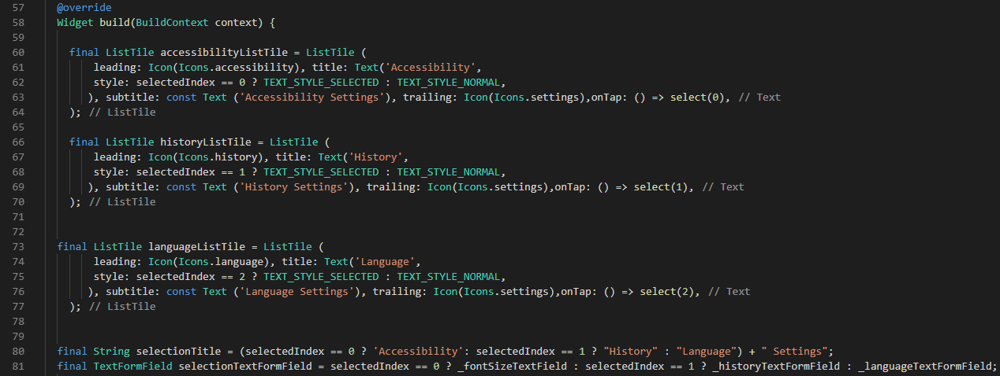 57 @override
58 Widget build(BuildContext context) {
59
60 final ListTile accessibilityListTile = ListTile (
61 leading: Icon(Icons.accessibility), title: Text('Accessibility',
62 style: selectedIndex == 0 ? TEXT_STYLE_SELECTED : TEXT_STYLE_NORMAL,
63 ), subtitle: const Text ('Accessibility Settings'), trailing: Icon(Icons.settings),onTap: () => select(0), // Text
64 ); // ListTile
65
66 final ListTile historyListTile = ListTile (
67 leading: Icon(Icons.history), title: Text('History',
68 style: selectedIndex == 1 ? TEXT_STYLE_SELECTED : TEXT_STYLE_NORMAL,
69 ), subtitle: const Text ('History Settings'), trailing: Icon(Icons.settings),onTap: () => select(1), // Text
70 ); // ListTile
71
72
73 final ListTile languageListTile = ListTile (
74 leading: Icon(Icons.language), title: Text('Language',
75 style: selectedIndex == 2 ? TEXT_STYLE_SELECTED : TEXT_STYLE_NORMAL,
76 ), subtitle: const Text ('Language Settings'), trailing: Icon(Icons.settings),onTap: () => select(2), // Text
77 ); // ListTile
78
79
80 final String selectionTitle = (selectedIndex == 0 ? 'Accessibility': selectedIndex == 1 ? "History" : "Language") + " Settings";
81 final TextFormField selectionTextFormField = selectedIndex == 0 ? _fontSizeTextField : selectedIndex == 1 ? _historyTextFormField : _languageTextFormField;